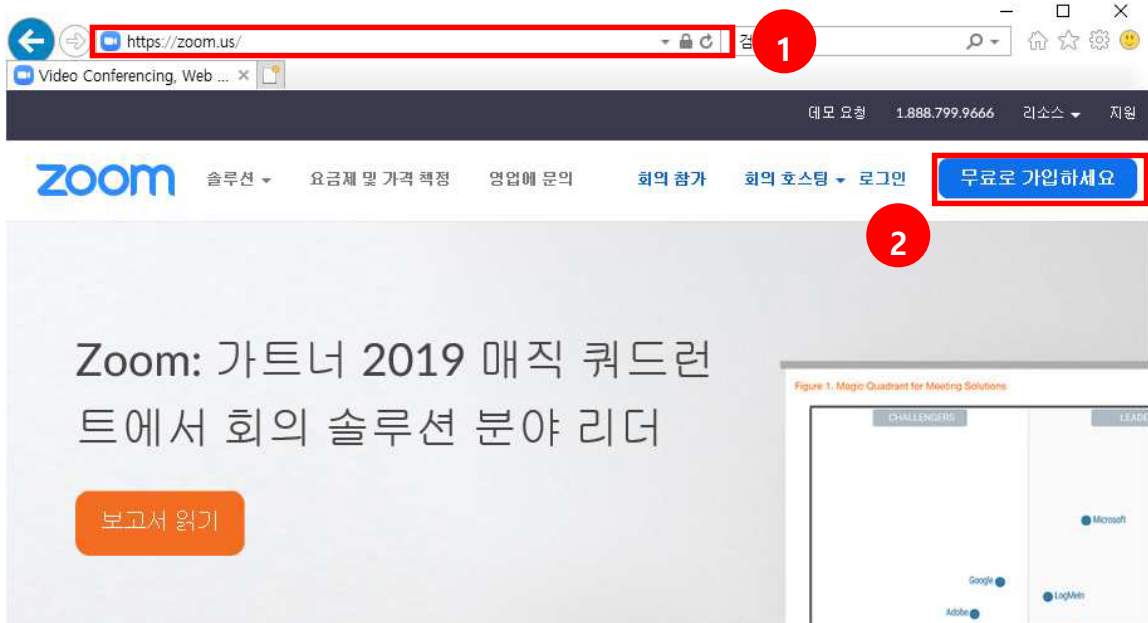 https://zoom.us/
1
Video Conferencing, Web ...
데모 요청 1.888.799.9666 리소스 지원
zoom 솔루션 요금제 및 가격 책정 영업에 문의 회의 참가 회의 호스팅 로그인 무료로 가입하세요
2
Zoom: 가트너 2019 매직 쿼드런
트에서 회의 솔루션 분야 리더
보고서 읽기
Figure 1. Magic Quadrant for Meeting Solutions
CHALLENGERS
Microsoft
Google
LogMeIn
Adobe